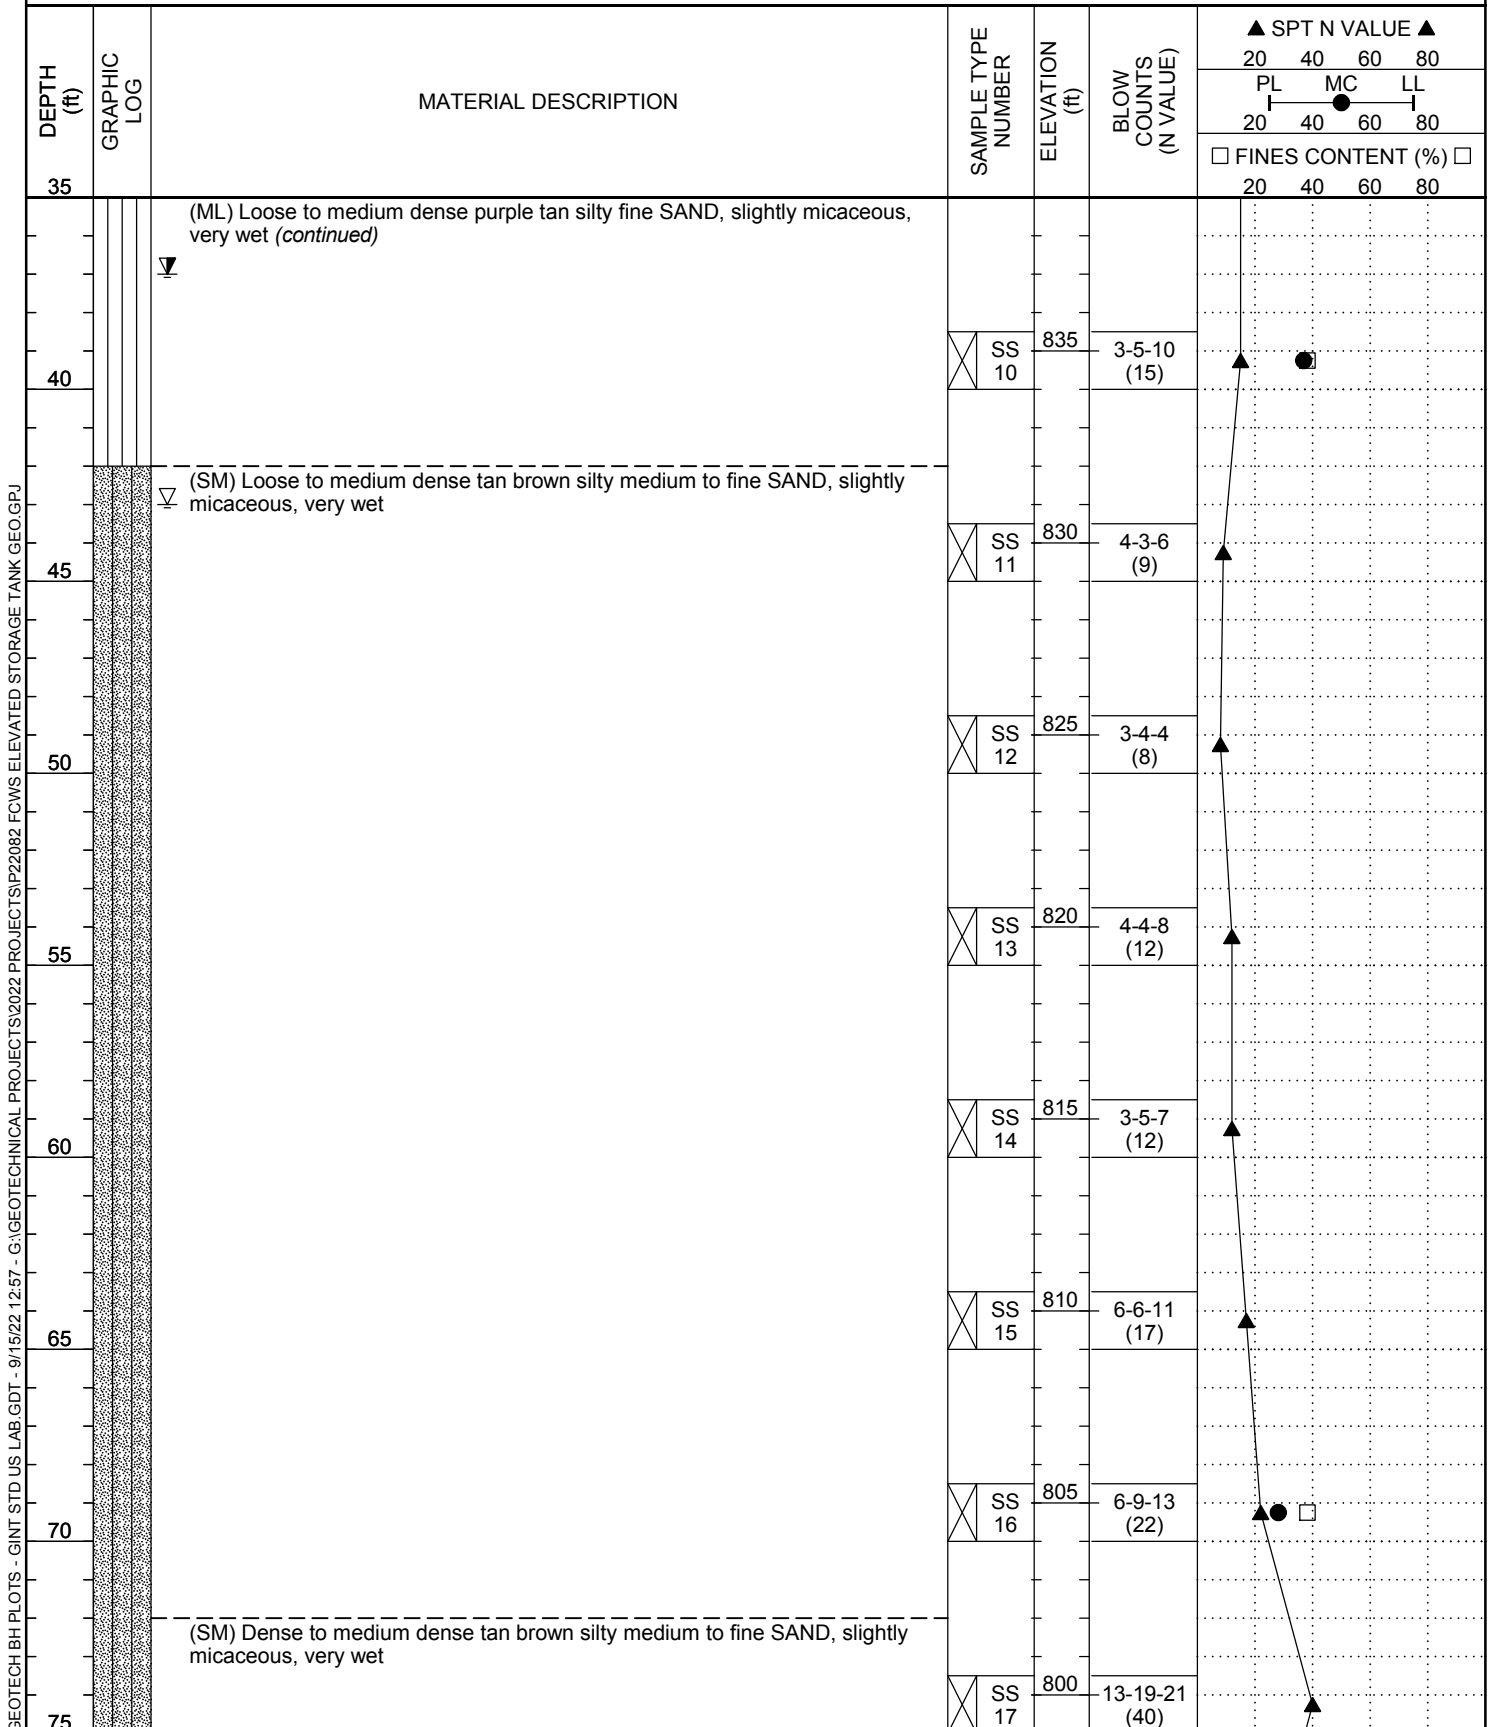 DEPTH
(ft)
GRAPHIC
LOG
MATERIAL DESCRIPTION
SAMPLE TYPE
NUMBER
ELEVATION
(ft)
BLOW
COUNTS
(N VALUE)
▲ SPT N VALUE ▲
20 40 60 80
PL MC LL
20 40 60 80
□ FINES CONTENT (%) □
20 40 60 80
35
(ML) Loose to medium dense purple tan silty fine SAND, slightly micaceous,
very wet (continued)
835
SS
10
3-5-10
(15)
40
(SM) Loose to medium dense tan brown silty medium to fine SAND, slightly
micaceous, very wet
830
SS
11
4-3-6
(9)
45
825
SS
12
3-4-4
(8)
50
820
SS
13
4-4-8
(12)
55
815
SS
14
3-5-7
(12)
60
810
SS
15
6-6-11
(17)
65
805
SS
16
6-9-13
(22)
70
(SM) Dense to medium dense tan brown silty medium to fine SAND, slightly
micaceous, very wet
800
SS
17
13-19-21
(40)
75
GEOTECH BH PLOTS - GINT STD US LAB.GDT - 9/15/22 12:57 - G:\GEOTECHNICAL PROJECTS\2022 PROJECTS\P22082 FCWS ELEVATED STORAGE TANK GEO.GPJ